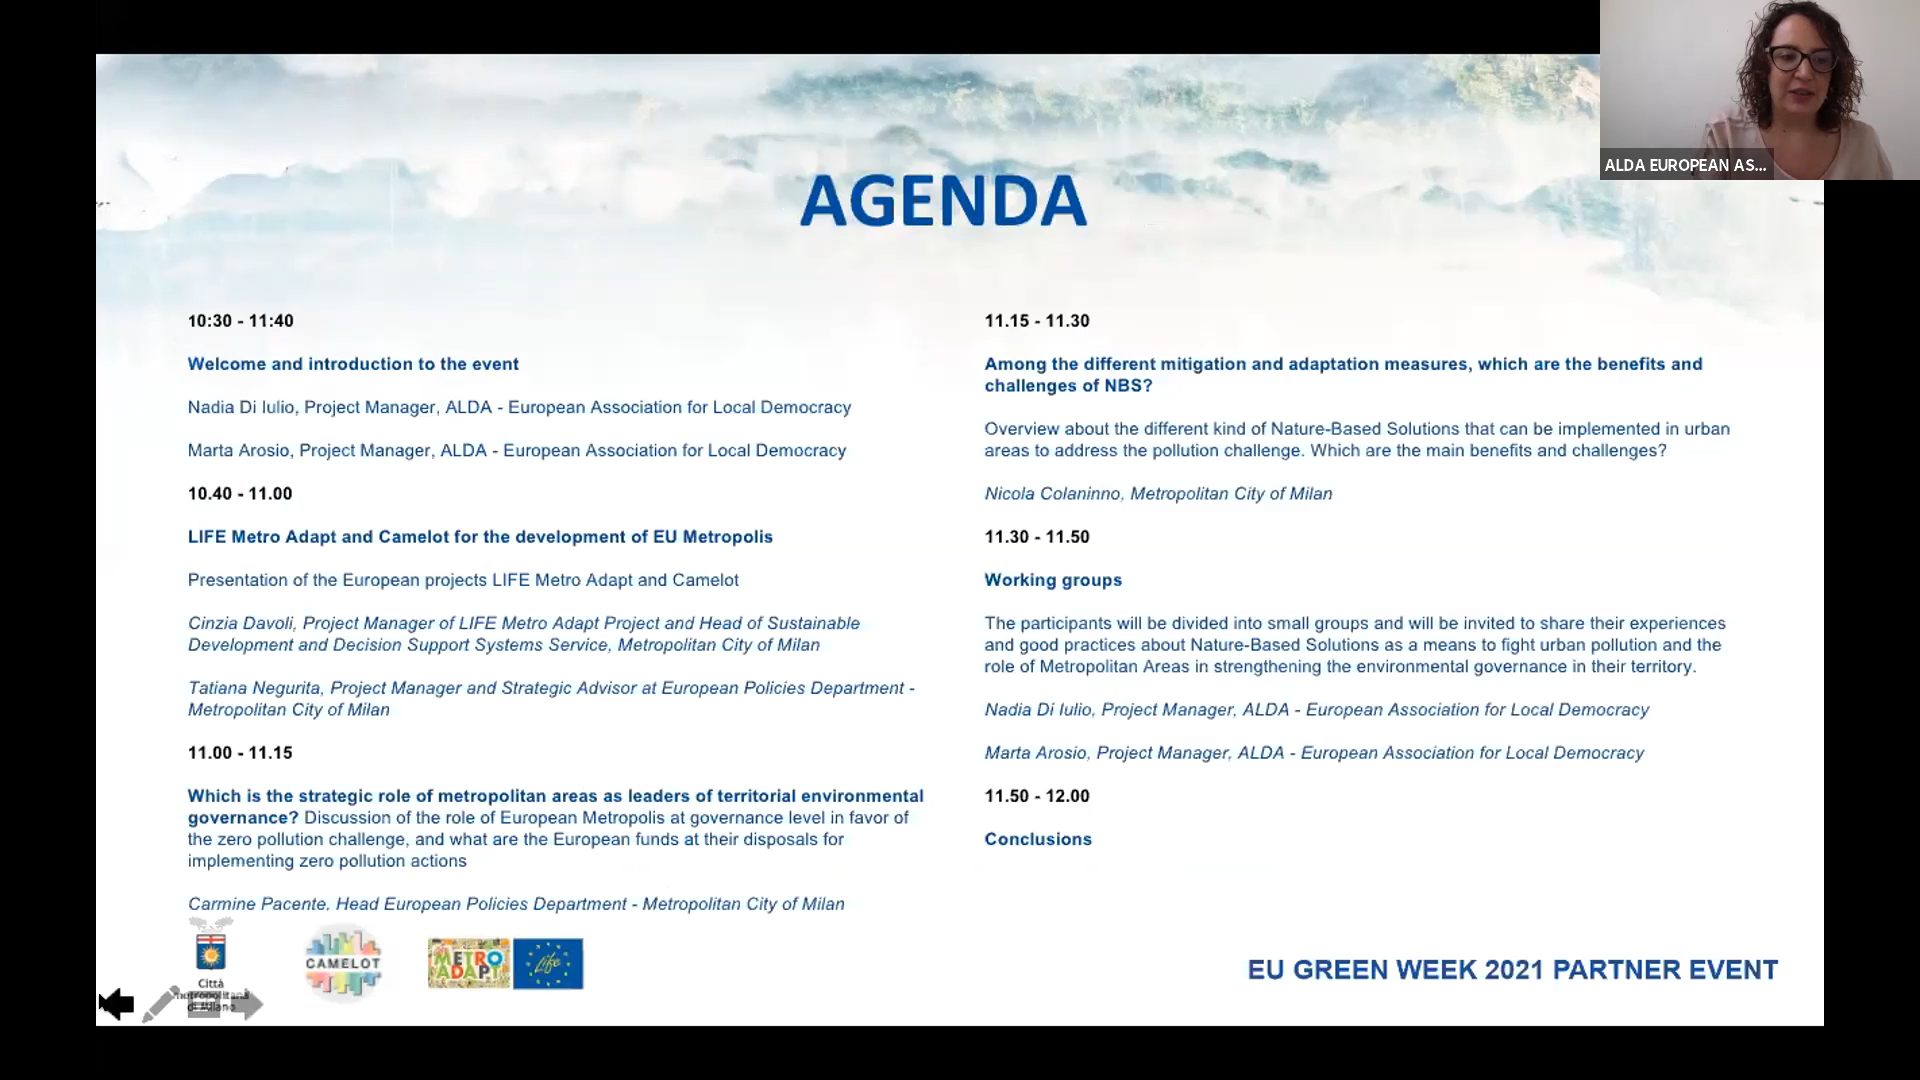 ALDA EUROPEAN AS...
AGENDA
10:30 - 11:40
Welcome and introduction to the event
Nadia Di Iulio, Project Manager, ALDA - European Association for Local Democracy
Marta Arosio, Project Manager, ALDA - European Association for Local Democracy
10.40 - 11.00
LIFE Metro Adapt and Camelot for the development of EU Metropolis
Presentation of the European projects LIFE Metro Adapt and Camelot
Cinzia Davoli, Project Manager of LIFE Metro Adapt Project and Head of Sustainable
Development and Decision Support Systems Service, Metropolitan City of Milan
Tatiana Negurita, Project Manager and Strategic Advisor at European Policies Department -
Metropolitan City of Milan
11.00 - 11.15
Which is the strategic role of metropolitan areas as leaders of territorial environmental
governance? Discussion of the role of European Metropolis at governance level in favor of
the zero pollution challenge, and what are the European funds at their disposals for
implementing zero pollution actions
Carmine Pacente, Head European Policies Department - Metropolitan City of Milan
11.15 - 11.30
Among the different mitigation and adaptation measures, which are the benefits and
challenges of NBS?
Overview about the different kind of Nature-Based Solutions that can be implemented in urban
areas to address the pollution challenge. Which are the main benefits and challenges?
Nicola Colaninno, Metropolitan City of Milan
11.30 - 11.50
Working groups
The participants will be divided into small groups and will be invited to share their experiences
and good practices about Nature-Based Solutions as a means to fight urban pollution and the
role of Metropolitan Areas in strengthening the environmental governance in their territory.
Nadia Di Iulio, Project Manager, ALDA - European Association for Local Democracy
Marta Arosio, Project Manager, ALDA - European Association for Local Democracy
11.50 - 12.00
Conclusions
Città
metropolitana
di Milano
CAMELOT
METRO
ADAPT
Life
EU GREEN WEEK 2021 PARTNER EVENT